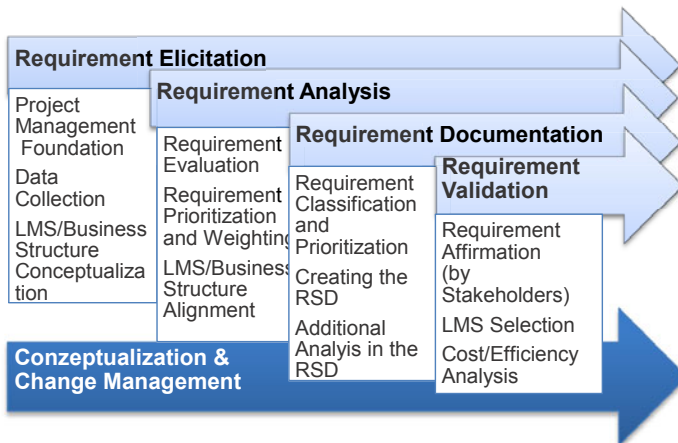 Requirement Elicitation
Project
Management
Foundation
Data
Collection
LMS/Business
Structure
Conceptualiza
tion
Requirement Analysis
Requirement
Evaluation
Requirement
Prioritization
and Weighting
LMS/Business
Structure
Alignment
Requirement Documentation
Requirement
Classification
and
Prioritization
Creating the
RSD
Additional
Analyis in the
RSD
Requirement
Validation
Requirement
Affirmation
(by
Stakeholders)
LMS Selection
Cost/Efficiency
Analysis
Conzeptualization &
Change Management